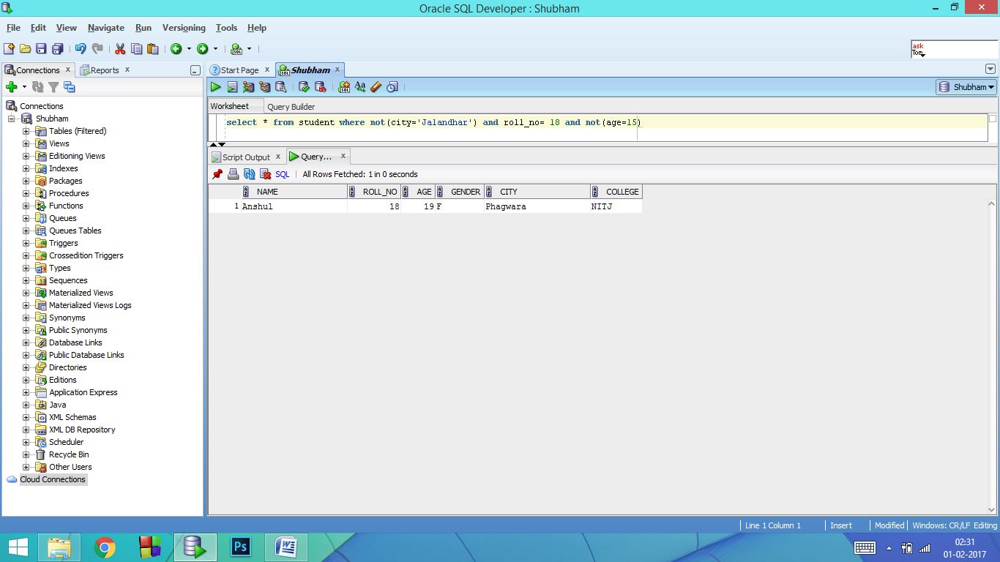 Oracle SQL Developer : Shubham
File Edit View Navigate Run Versioning Tools Help
ask
Tom
Connections x Reports x
Start Page x Shubham x
Shubham
Worksheet Query Builder
select * from student where not(city='Jalandhar') and roll_no= 18 and not(age=15)
Script Output x Query... x
SQL | All Rows Fetched: 1 in 0 seconds
NAME ROLL_NO AGE GENDER CITY COLLEGE
1 Anshul 18 19 F Phagwara NITJ
Connections
Shubham
Tables (Filtered)
Views
Editioning Views
Indexes
Packages
Procedures
Functions
Queues
Queues Tables
Triggers
Crossedition Triggers
Types
Sequences
Materialized Views
Materialized Views Logs
Synonyms
Public Synonyms
Database Links
Public Database Links
Directories
Editions
Application Express
Java
XML Schemas
XML DB Repository
Scheduler
Recycle Bin
Other Users
Cloud Connections
Line 1 Column 1 | Insert | Modified | Windows: CR/LF Editing
Ps
02:31
01-02-2017